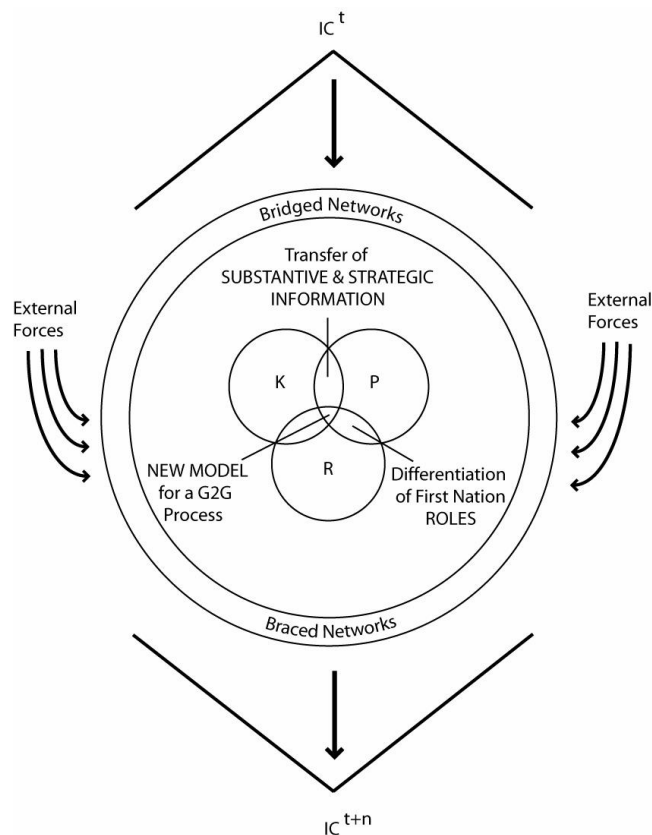 IC t
Bridged Networks
Transfer of
SUBSTANTIVE & STRATEGIC
INFORMATION
External
Forces
External
Forces
K
P
R
NEW MODEL
for a G2G
Process
Differentiation
of First Nation
ROLES
Braced Networks
IC t+n